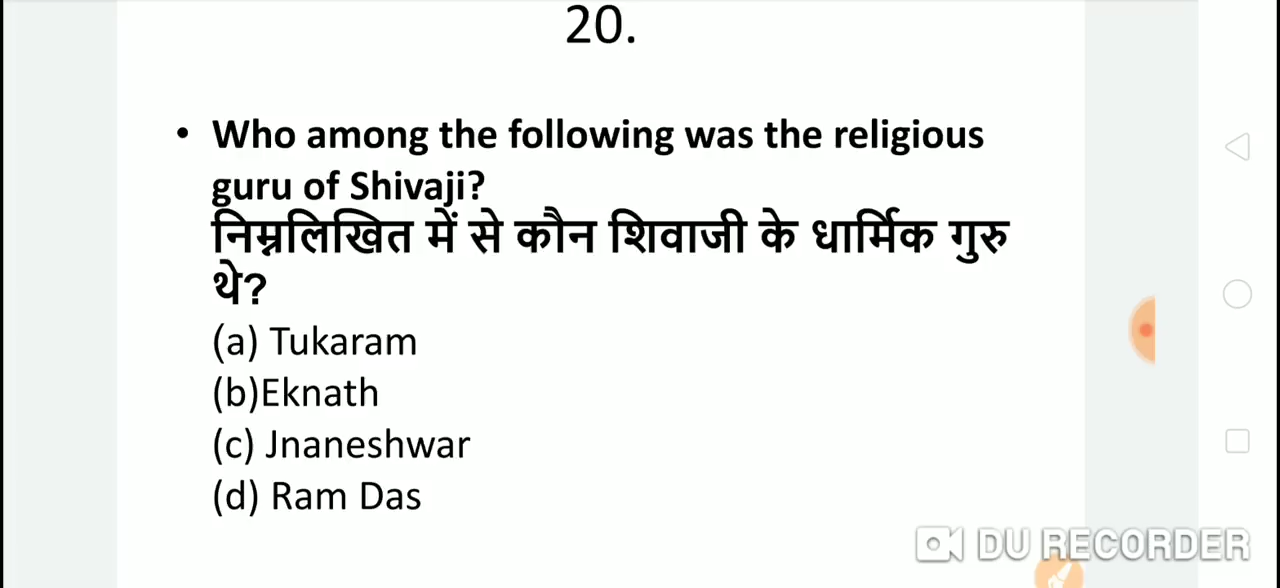 20.
• Who among the following was the religious
guru of Shivaji?
निम्नलिखित में से कौन शिवाजी के धार्मिक गुरु
थे?
(a) Tukaram
(b)Eknath
(c) Jnaneshwar
(d) Ram Das
DU RECORDER